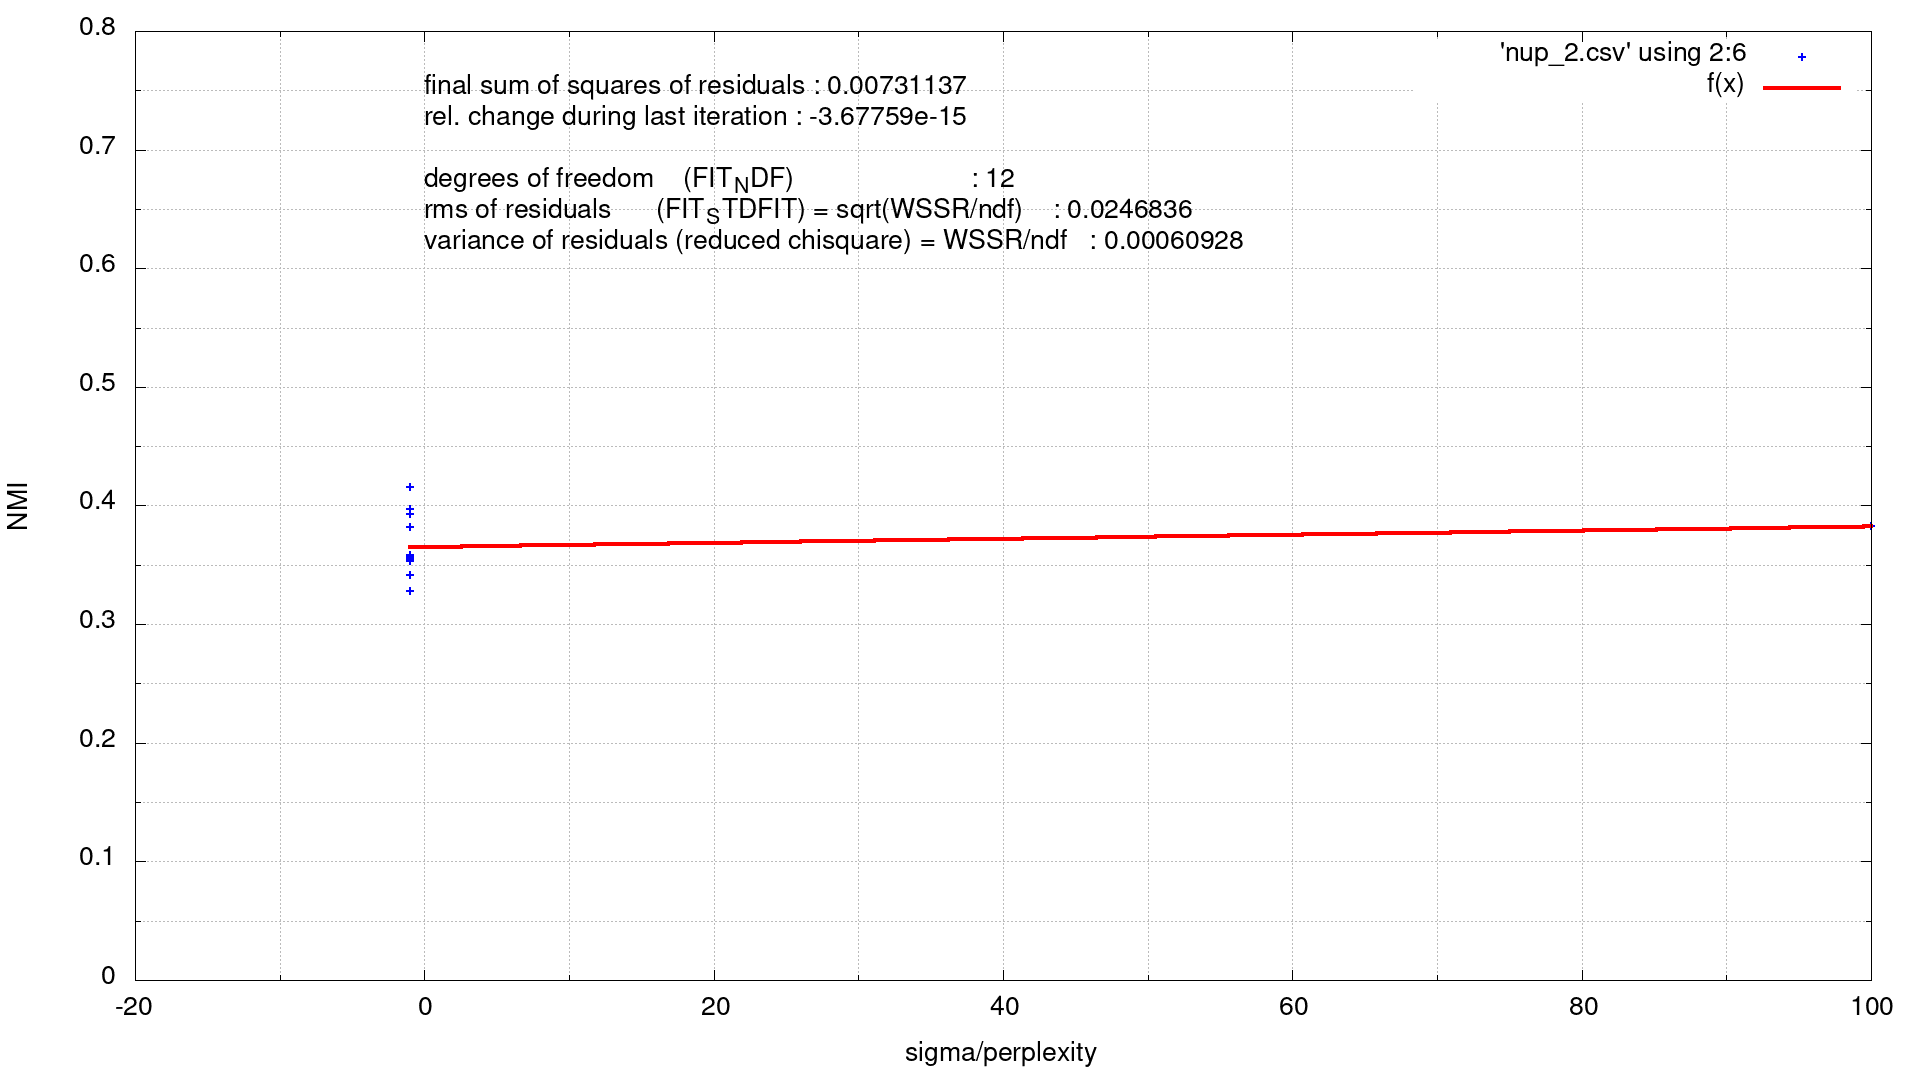 'nup_2.csv' using 2:6
f(x)
final sum of squares of residuals : 0.00731137
rel. change during last iteration : -3.67759e-15
degrees of freedom (FIT_NDF) : 12
rms of residuals (FIT_STDFIT) = sqrt(WSSR/ndf) : 0.0246836
variance of residuals (reduced chisquare) = WSSR/ndf : 0.00060928
0.8
0.7
0.6
0.5
0.4
0.3
0.2
0.1
0
NMI
-20
0
20
40
60
80
100
sigma/perplexity